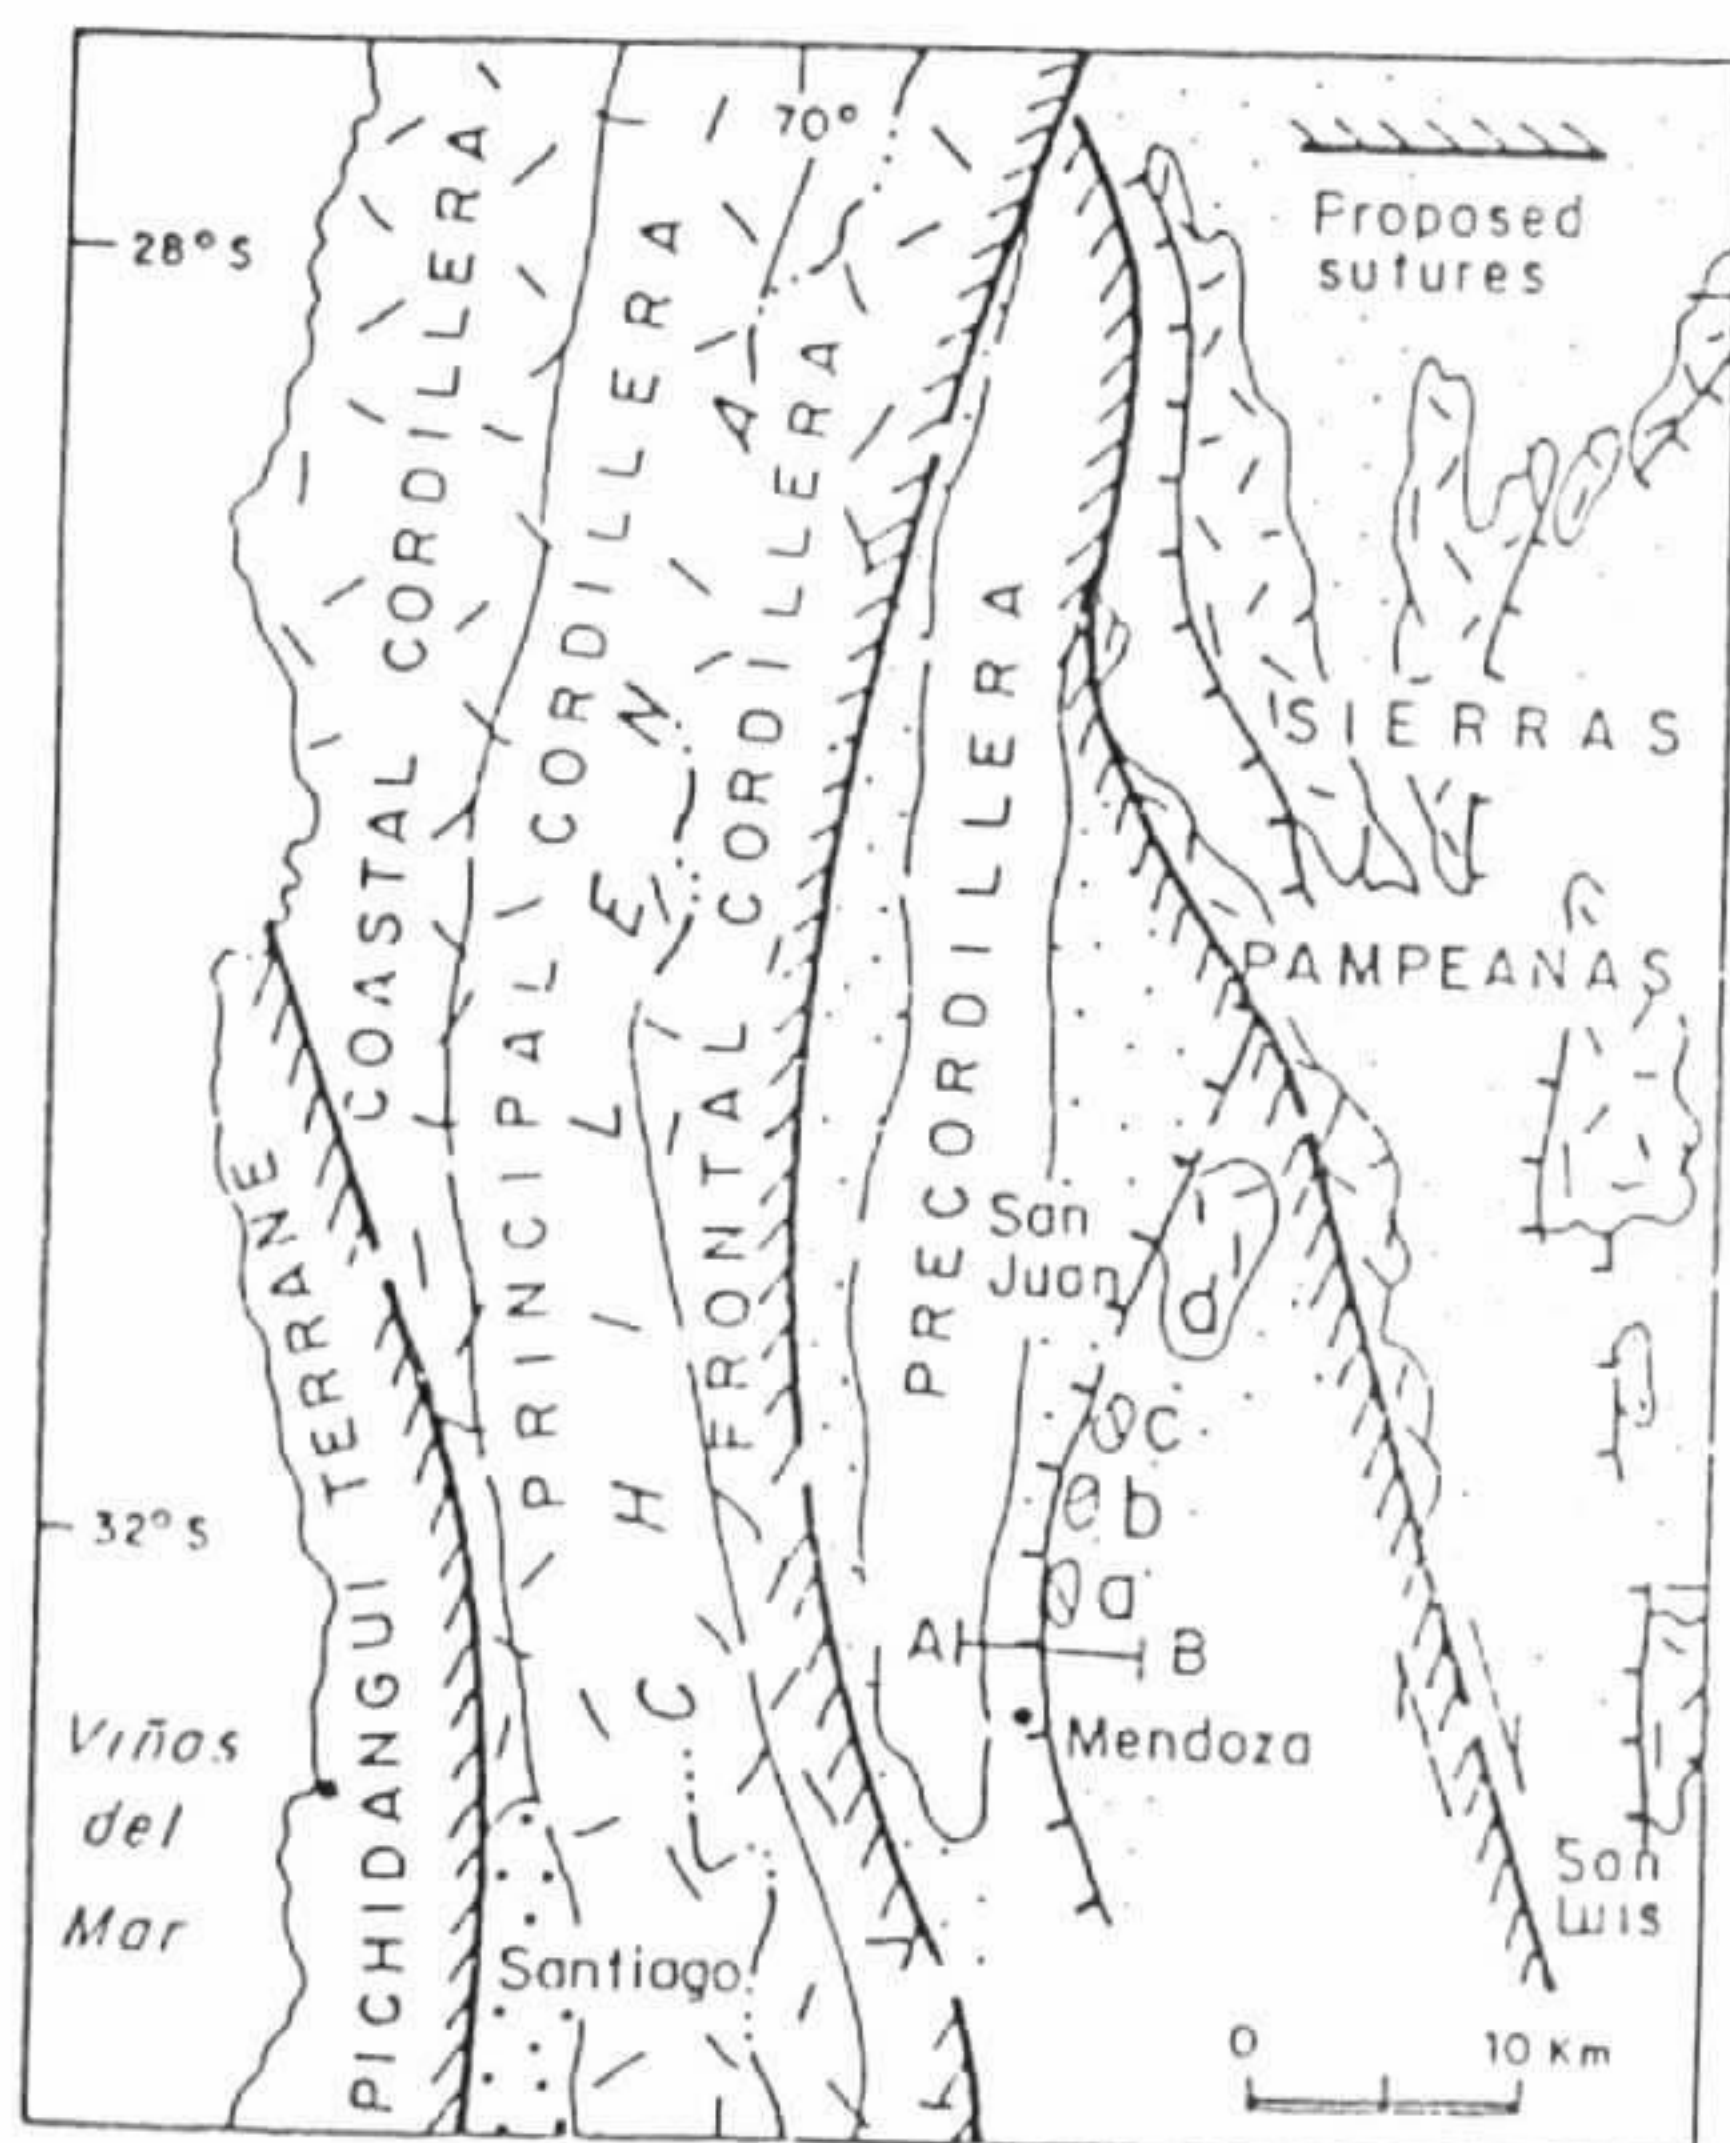 70°
28°S
Proposed
sutures
COASTAL CORDILLERA
PRINCIPAL CORDILLERA
CHILENA
FRONTAL CORDILLERA
PRECORDILLERA
SIERRAS
PAMPEANAS
PICHIDANGUI TERRANE
San
Juan
d
c
b
a
32°S
A
B
Mendoza
Viñas
del
Mar
Santiago
San
Luis
0
10 Km